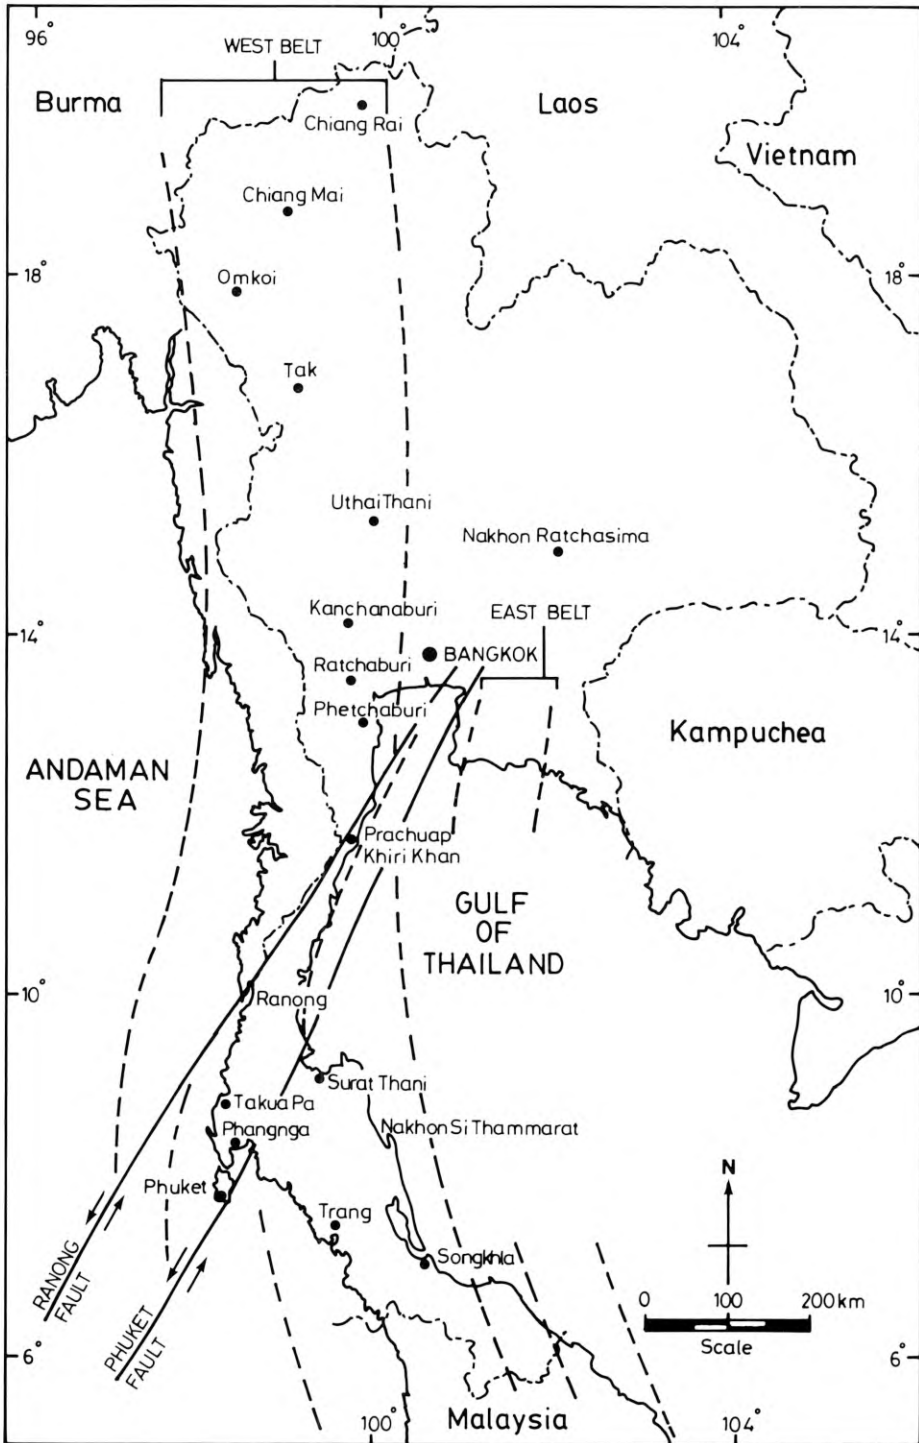 96°
100°
104°
WEST BELT
Burma
Laos
Chiang Rai
Vietnam
Chiang Mai
18°
18°
Omkoi
Tak
Uthai Thani
Nakhon Ratchasima
Kanchanaburi
EAST BELT
14°
14°
BANGKOK
Ratchaburi
Phetchaburi
Kampuchea
ANDAMAN
SEA
Prachuap
Khiri Khan
GULF
OF
THAILAND
10°
10°
Ranong
Surat Thani
Takua Pa
Phangnga
Nakhon Si Thammarat
N
Phuket
Trang
Songkhla
RANONG
FAULT
0
100
200 km
Scale
PHUKET
FAULT
6°
6°
100°
Malaysia
104°